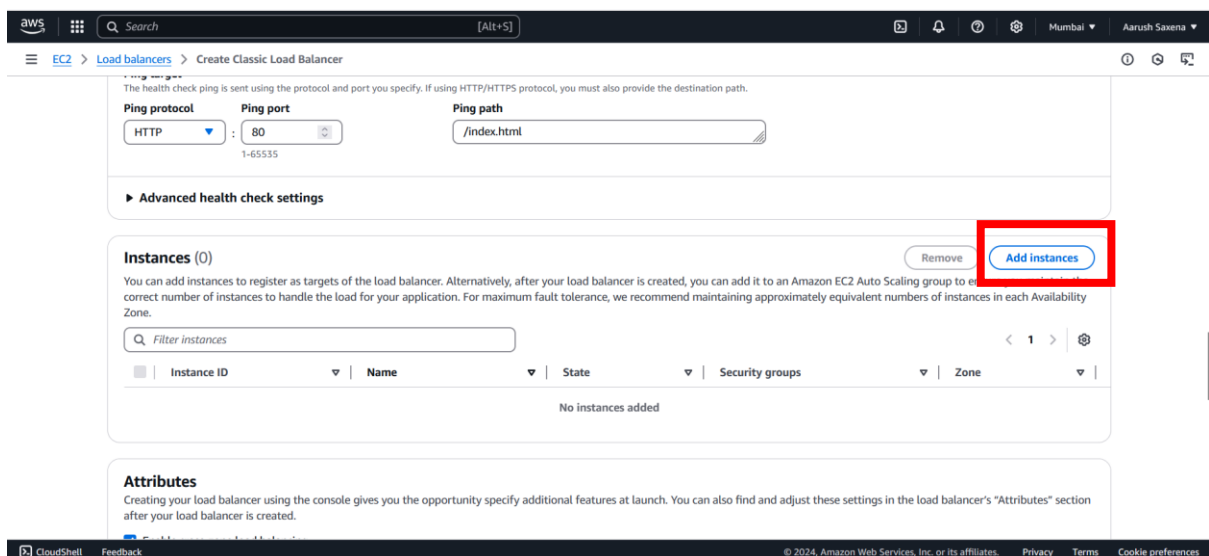 aws
Search [Alt+S] Mumbai Aarush Saxena
EC2 > Load balancers > Create Classic Load Balancer
The health check ping is sent using the protocol and port you specify. If using HTTP/HTTPS protocol, you must also provide the destination path.
Ping protocol Ping port Ping path
HTTP : 80 /index.html
1-65535
Advanced health check settings
Instances (0) Remove Add instances
You can add instances to register as targets of the load balancer. Alternatively, after your load balancer is created, you can add it to an Amazon EC2 Auto Scaling group to
correct number of instances to handle the load for your application. For maximum fault tolerance, we recommend maintaining approximately equivalent numbers of instances in each Availability
Zone.
Filter instances < 1 >
Instance ID Name State Security groups Zone
No instances added
Attributes
Creating your load balancer using the console gives you the opportunity specify additional features at launch. You can also find and adjust these settings in the load balancer's "Attributes" section
after your load balancer is created.
CloudShell Feedback © 2024, Amazon Web Services, Inc. or its affiliates. Privacy Terms Cookie preferences